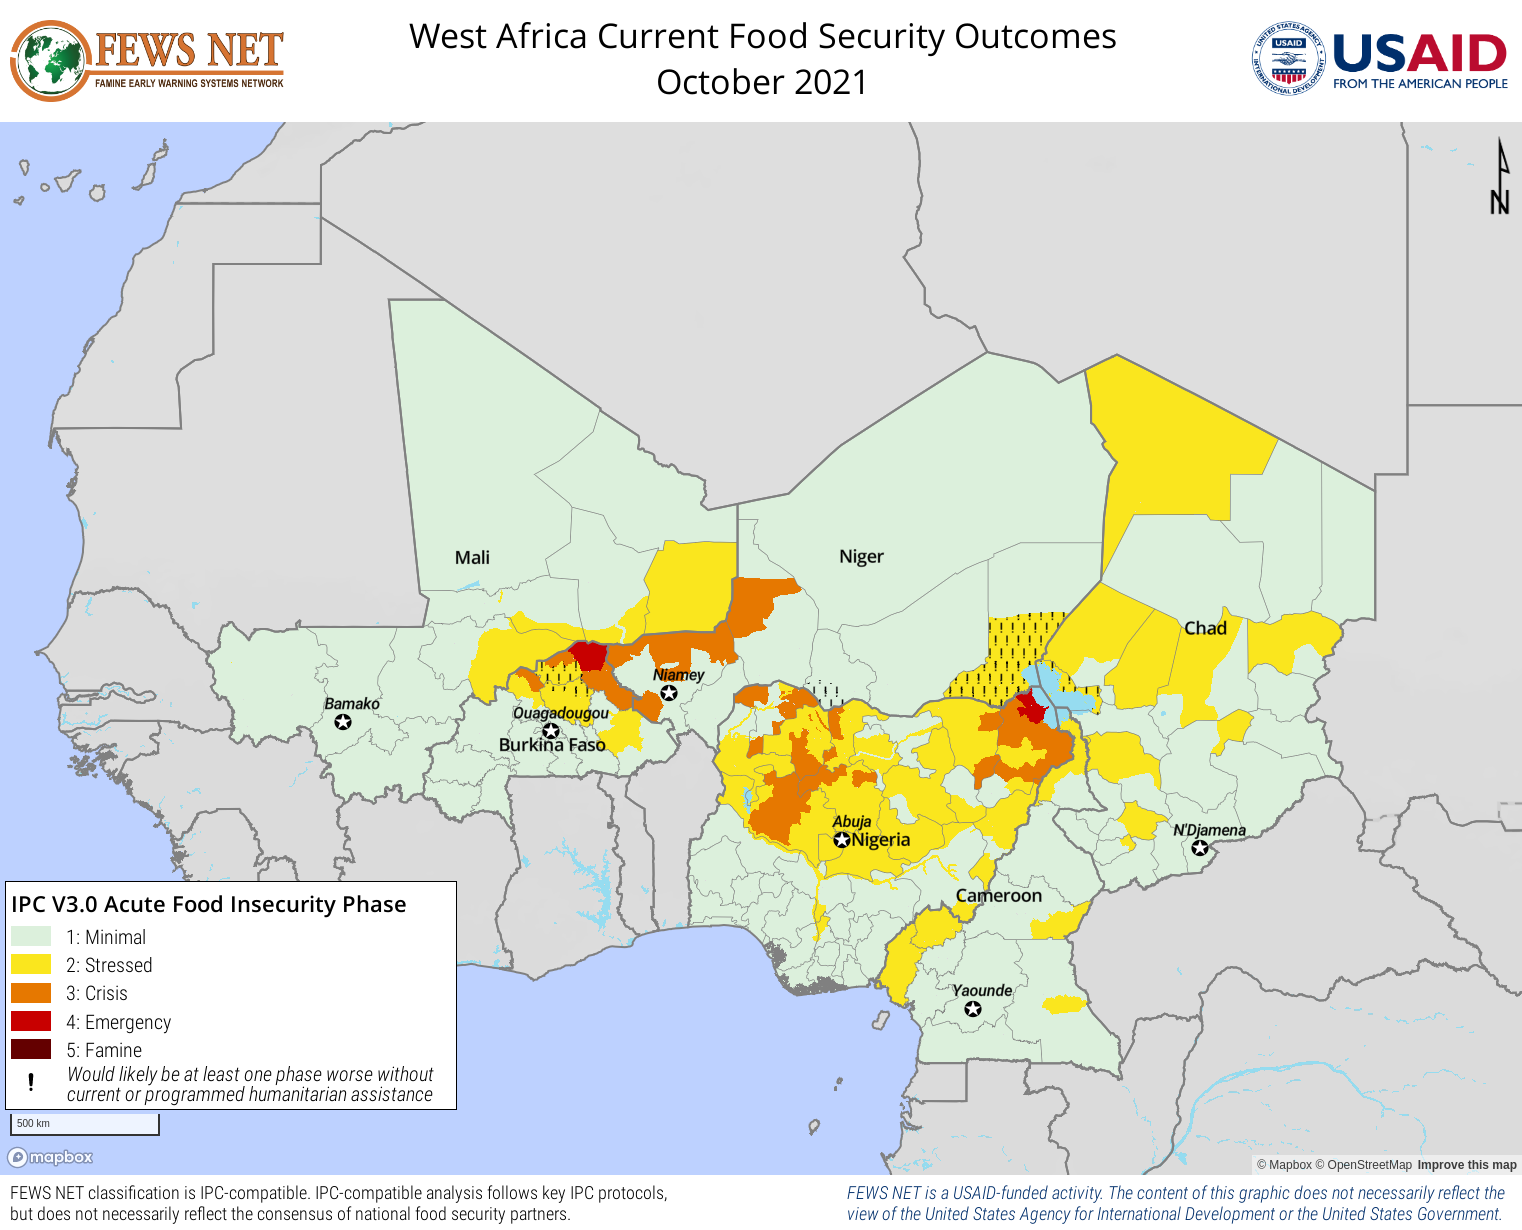 FEWS NET
FAMINE EARLY WARNING SYSTEMS NETWORK
West Africa Current Food Security Outcomes
October 2021
UNITED STATES AGENCY
INTERNATIONAL DEVELOPMENT
USAID
USAID
FROM THE AMERICAN PEOPLE
N
Mali
Niger
Chad
Niamey
Bamako
Ouagadougou
Burkina Faso
Abuja
Nigeria
N'Djamena
Cameroon
Yaounde
IPC V3.0 Acute Food Insecurity Phase
1: Minimal
2: Stressed
3: Crisis
4: Emergency
5: Famine
! Would likely be at least one phase worse without
current or programmed humanitarian assistance
500 km
mapbox
© Mapbox © OpenStreetMap Improve this map
FEWS NET classification is IPC-compatible. IPC-compatible analysis follows key IPC protocols,
but does not necessarily reflect the consensus of national food security partners.
FEWS NET is a USAID-funded activity. The content of this graphic does not necessarily reflect the
view of the United States Agency for International Development or the United States Government.